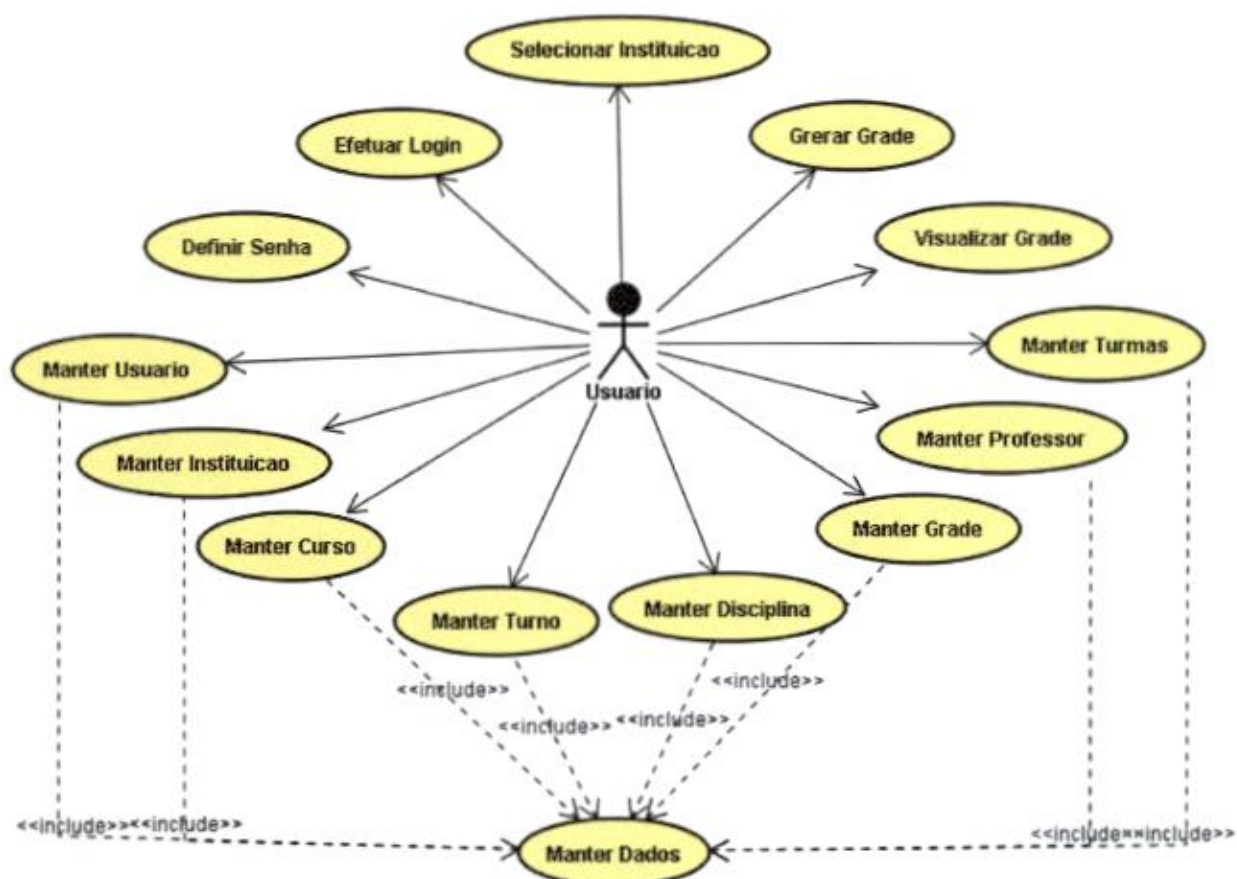 Selecionar Instituicao
Efetuar Login
Grerar Grade
Definir Senha
Visualizar Grade
Manter Usuario
Usuario
Manter Turmas
Manter Instituicao
Manter Professor
Manter Curso
Manter Grade
Manter Turno
Manter Disciplina
<<include>>
<<include>>
<<include>>
<<include>>
<<include>>
<<include>>
<<include>>
<<include>>
Manter Dados